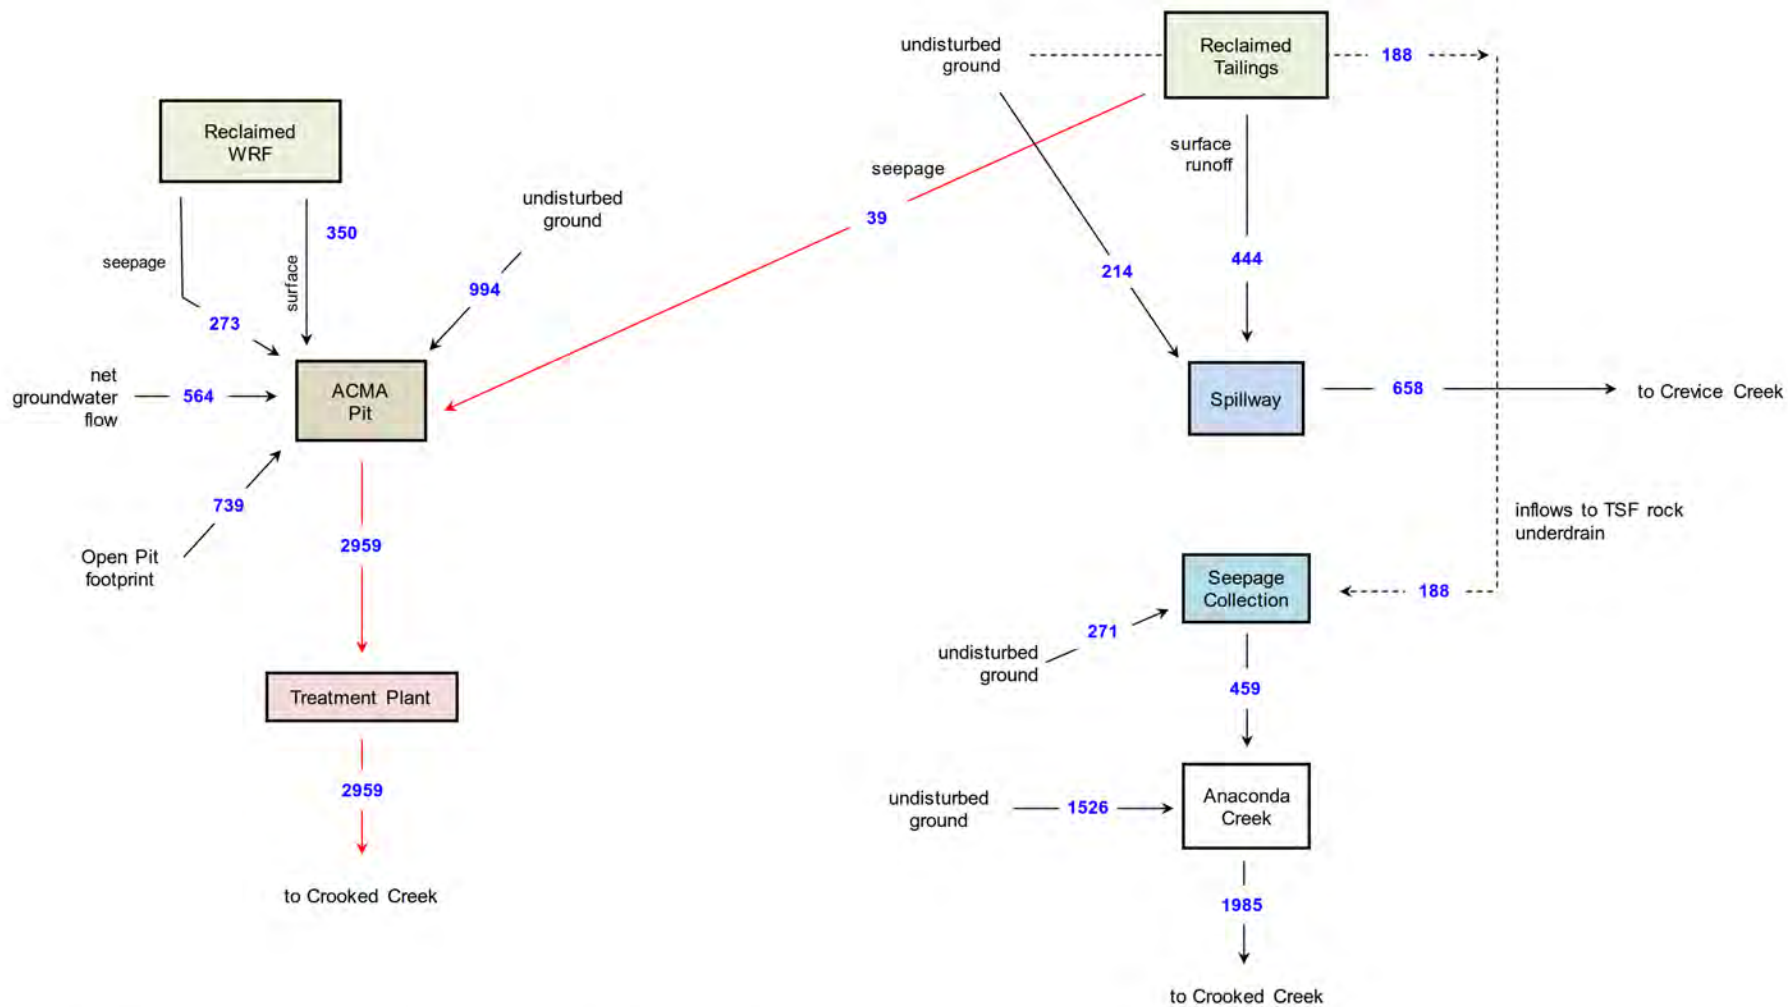 undisturbed
ground
Reclaimed
Tailings
188
Reclaimed
WRF
surface
runoff
seepage
undisturbed
ground
39
350
seepage
surface
214
444
994
273
net
groundwater
flow
564
ACMA
Pit
Spillway
658
to Crevice Creek
739
Open Pit
footprint
2959
inflows to TSF rock
underdrain
Seepage
Collection
188
271
undisturbed
ground
459
Treatment Plant
2959
undisturbed
ground
1526
Anaconda
Creek
to Crooked Creek
1985
to Crooked Creek